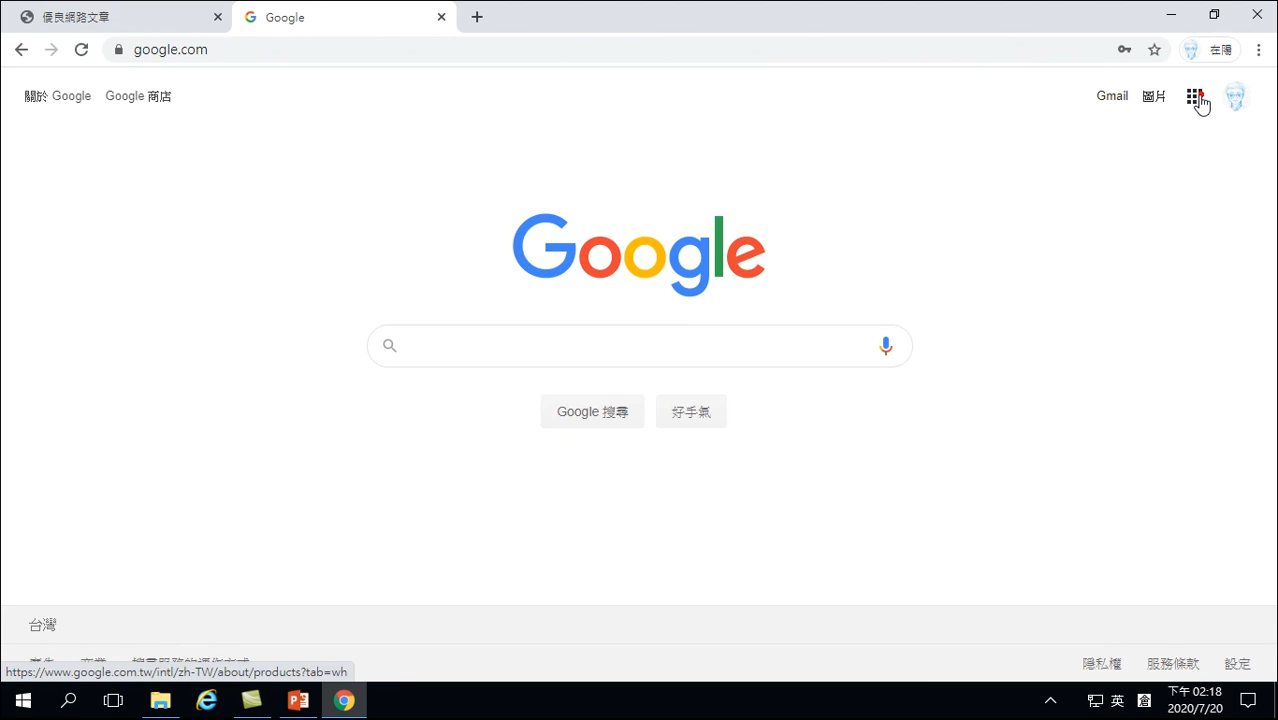 優良網路文章
Google
google.com
在陽
關於 Google Google 商店
Gmail 圖片
Google
Google 搜尋 好手氣
台灣
隱私權 服務條款 設定
https://www.google.com.tw/intl/zh-TW/about/products?tab=wh
英
下午 02:18
2020/7/20